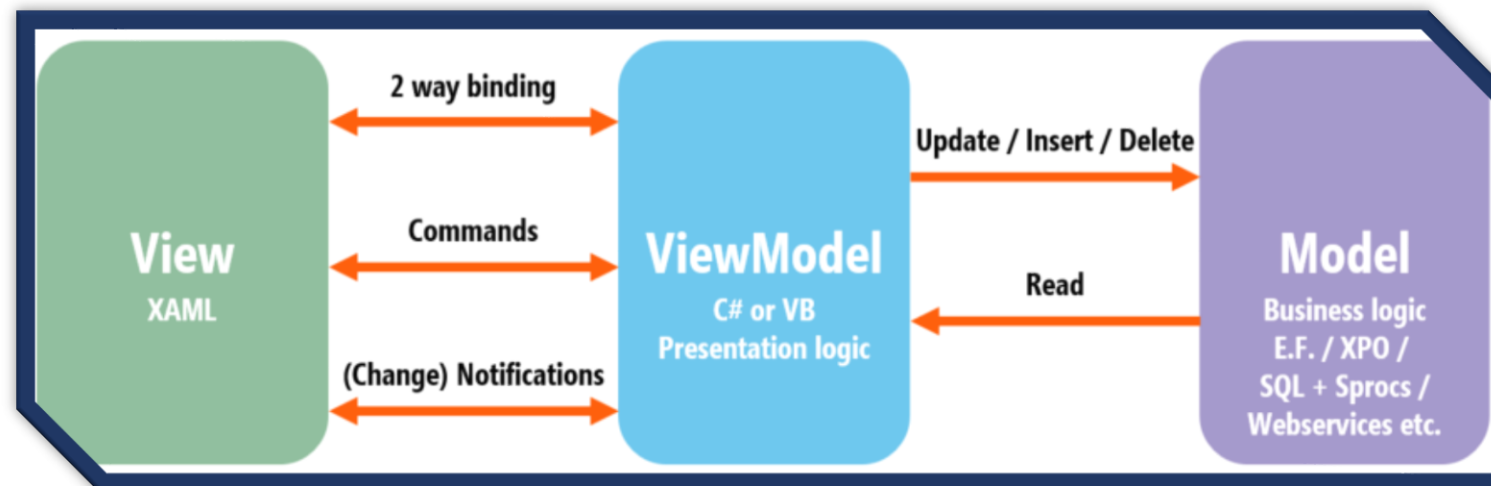 2 way binding
Commands
(Change) Notifications
View
XAML
ViewModel
C# or VB
Presentation logic
Update / Insert / Delete
Read
Model
Business logic
E.F. / XPO /
SQL + Sprocs /
Webservices etc.